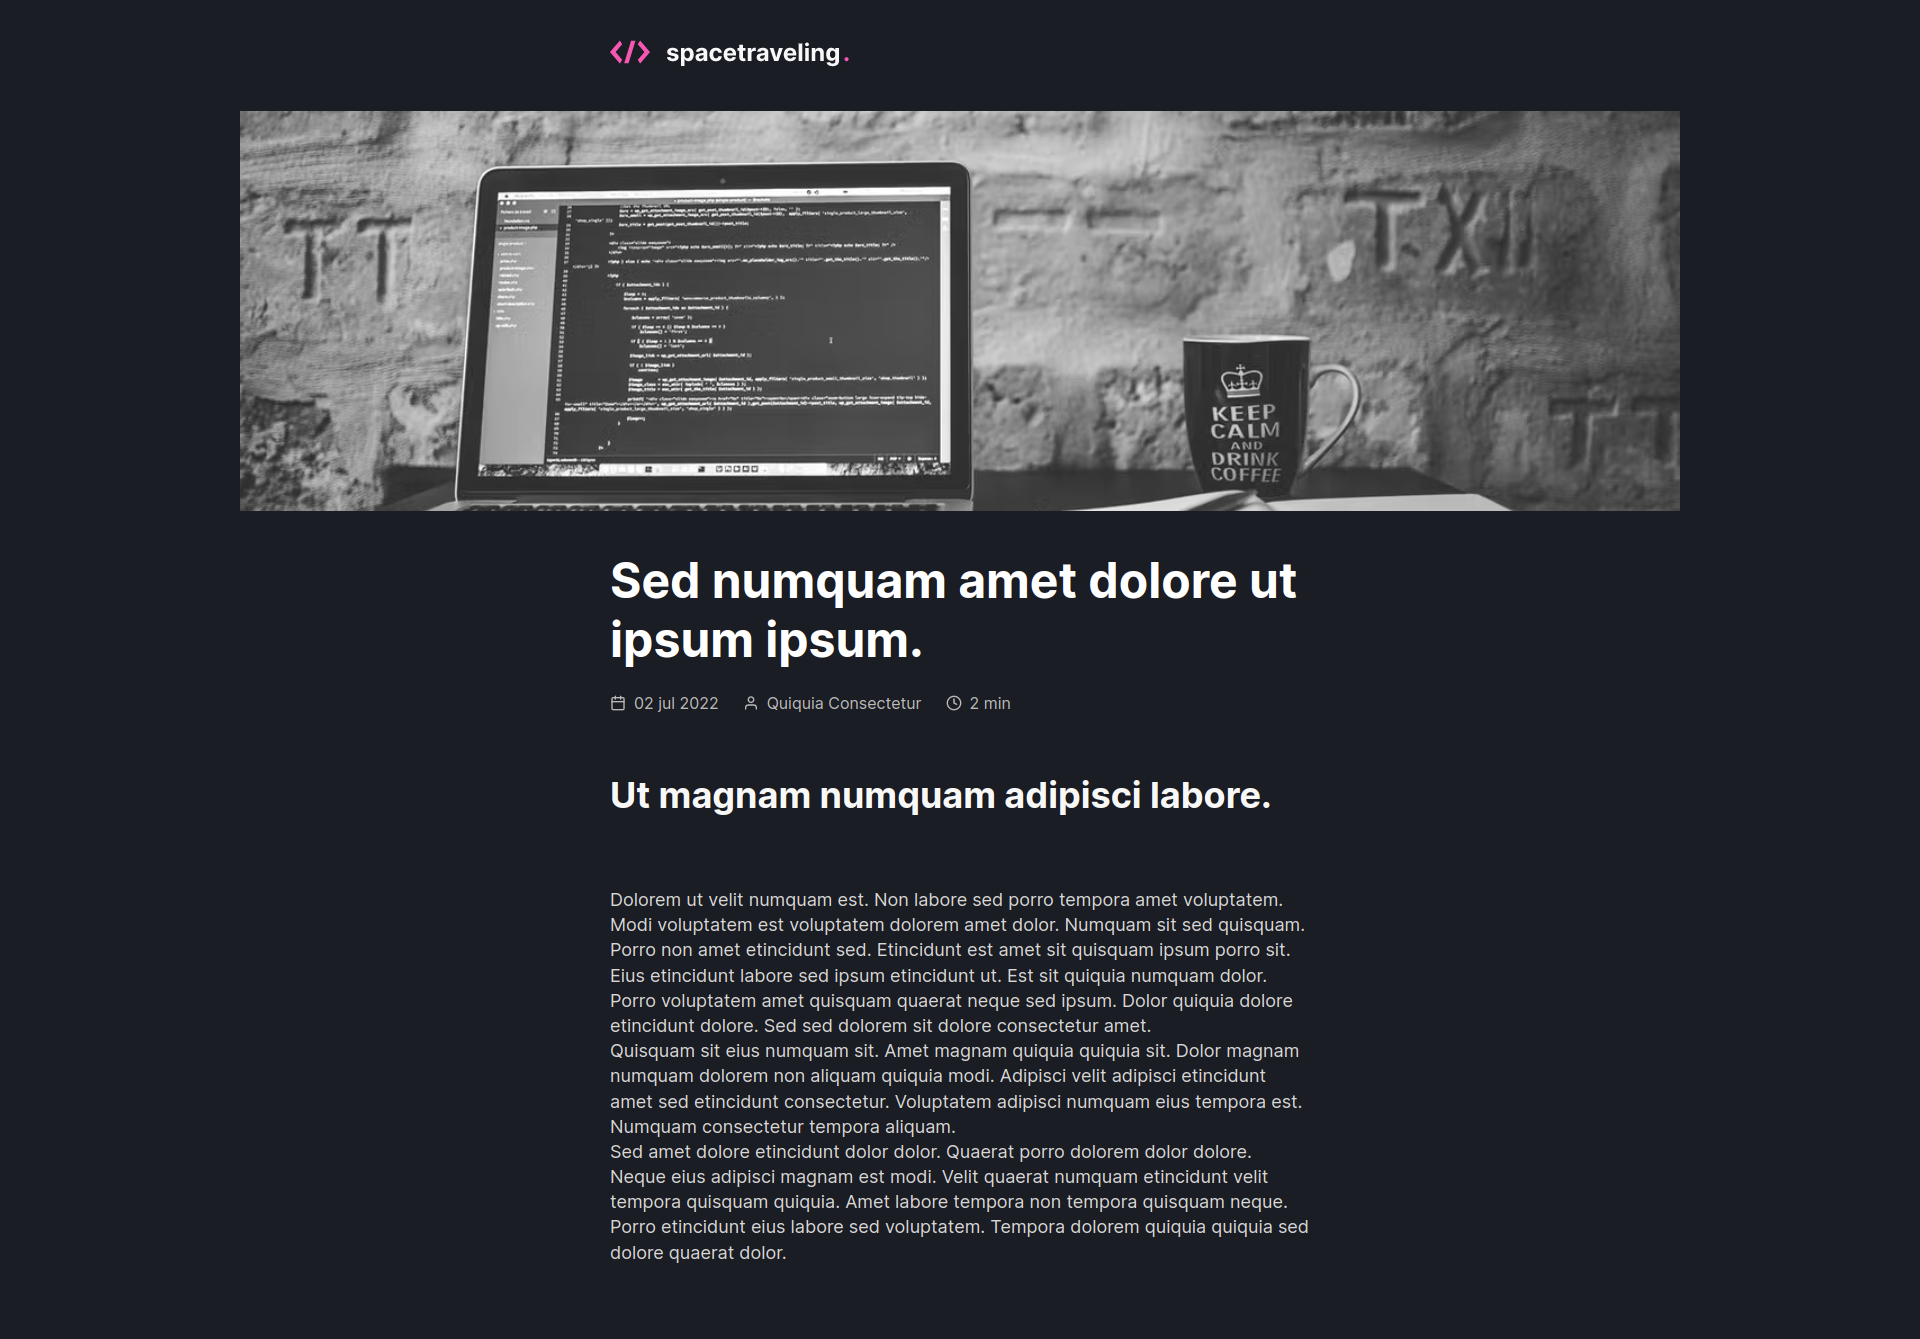 </> spacetraveling.
TT
TXII
KEEP
CALM
AND
DRINK
COFFEE
Sed numquam amet dolore ut
ipsum ipsum.
02 jul 2022 Quiquia Consectetur 2 min
Ut magnam numquam adipisci labore.
Dolorem ut velit numquam est. Non labore sed porro tempora amet voluptatem.
Modi voluptatem est voluptatem dolorem amet dolor. Numquam sit sed quisquam.
Porro non amet etincidunt sed. Etincidunt est amet sit quisquam ipsum porro sit.
Eius etincidunt labore sed ipsum etincidunt ut. Est sit quiquia numquam dolor.
Porro voluptatem amet quisquam quaerat neque sed ipsum. Dolor quiquia dolore
etincidunt dolore. Sed sed dolorem sit dolore consectetur amet.
Quisquam sit eius numquam sit. Amet magnam quiquia quiquia sit. Dolor magnam
numquam dolorem non aliquam quiquia modi. Adipisci velit adipisci etincidunt
amet sed etincidunt consectetur. Voluptatem adipisci numquam eius tempora est.
Numquam consectetur tempora aliquam.
Sed amet dolore etincidunt dolor dolor. Quaerat porro dolorem dolor dolore.
Neque eius adipisci magnam est modi. Velit quaerat numquam etincidunt velit
tempora quisquam quiquia. Amet labore tempora non tempora quisquam neque.
Porro etincidunt eius labore sed voluptatem. Tempora dolorem quiquia quiquia sed
dolore quaerat dolor.